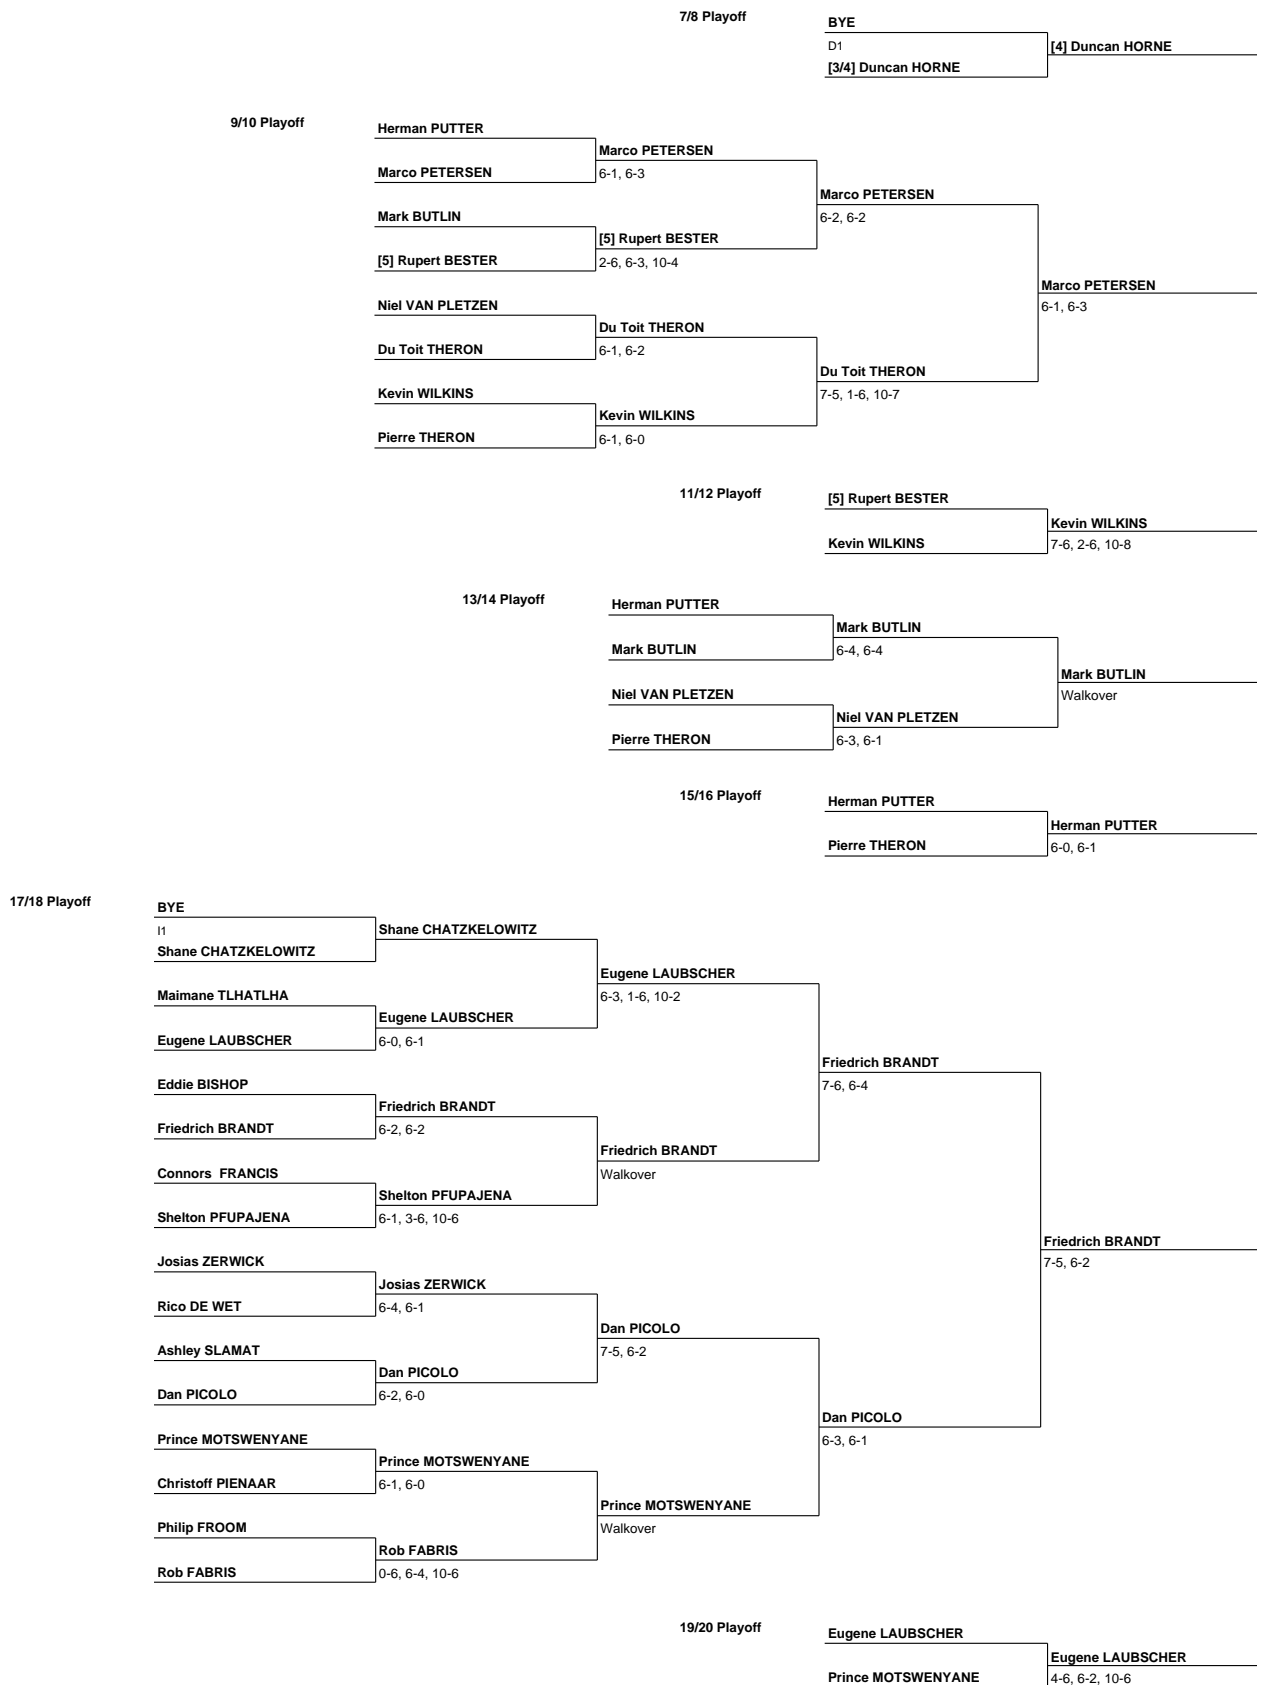 7/8 Playoff
BYE
D1
[4] Duncan HORNE
[3/4] Duncan HORNE
9/10 Playoff
Herman PUTTER
Marco PETERSEN
Marco PETERSEN
6-1, 6-3
Marco PETERSEN
Mark BUTLIN
6-2, 6-2
[5] Rupert BESTER
[5] Rupert BESTER
2-6, 6-3, 10-4
Marco PETERSEN
Niel VAN PLETZEN
6-1, 6-3
Du Toit THERON
Du Toit THERON
6-1, 6-2
Du Toit THERON
Kevin WILKINS
7-5, 1-6, 10-7
Kevin WILKINS
Pierre THERON
6-1, 6-0
11/12 Playoff
[5] Rupert BESTER
Kevin WILKINS
Kevin WILKINS
7-6, 2-6, 10-8
13/14 Playoff
Herman PUTTER
Mark BUTLIN
Mark BUTLIN
6-4, 6-4
Mark BUTLIN
Niel VAN PLETZEN
Walkover
Niel VAN PLETZEN
Pierre THERON
6-3, 6-1
15/16 Playoff
Herman PUTTER
Herman PUTTER
Pierre THERON
6-0, 6-1
17/18 Playoff
BYE
I1
Shane CHATZKELOWITZ
Shane CHATZKELOWITZ
Eugene LAUBSCHER
Maimane TLHATLHA
6-3, 1-6, 10-2
Eugene LAUBSCHER
Eugene LAUBSCHER
6-0, 6-1
Friedrich BRANDT
Eddie BISHOP
7-6, 6-4
Friedrich BRANDT
Friedrich BRANDT
6-2, 6-2
Friedrich BRANDT
Connors  FRANCIS
Walkover
Shelton PFUPAJENA
Shelton PFUPAJENA
6-1, 3-6, 10-6
Friedrich BRANDT
Josias ZERWICK
7-5, 6-2
Josias ZERWICK
Rico DE WET
6-4, 6-1
Dan PICOLO
Ashley SLAMAT
7-5, 6-2
Dan PICOLO
Dan PICOLO
6-2, 6-0
Dan PICOLO
Prince MOTSWENYANE
6-3, 6-1
Prince MOTSWENYANE
Christoff PIENAAR
6-1, 6-0
Prince MOTSWENYANE
Philip FROOM
Walkover
Rob FABRIS
Rob FABRIS
0-6, 6-4, 10-6
19/20 Playoff
Eugene LAUBSCHER
Eugene LAUBSCHER
Prince MOTSWENYANE
4-6, 6-2, 10-6